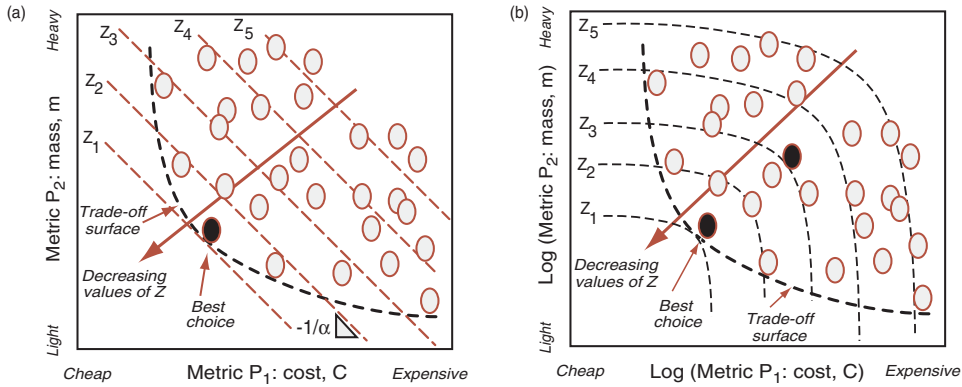 (a)
Heavy
Z3
Z4
Z5
Z2
Z1
Metric P2: mass, m
Trade-off
surface
Decreasing
values of Z
Best
choice
-1/α
Light
Cheap
Metric P1: cost, C
Expensive
(b)
Heavy
Z5
Z4
Z3
Z2
Z1
Log (Metric P2: mass, m)
Decreasing
values of Z
Best
choice
Trade-off
surface
Light
Cheap
Log (Metric P1: cost, C)
Expensive